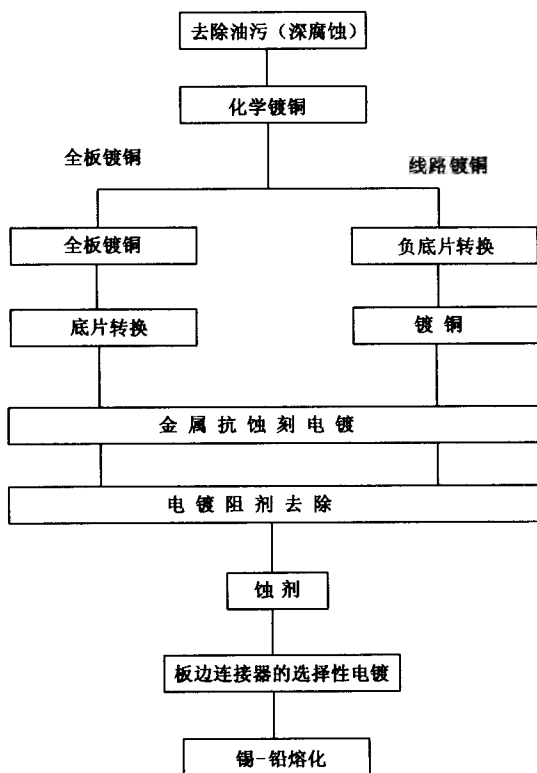 去除油污（深腐蚀）
化学镀铜
全板镀铜
线路镀铜
全板镀铜
负底片转换
底片转换
镀 铜
金 属 抗 蚀 刻 电 镀
电 镀 阻 剂 去 除
蚀 剂
板边连接器的选择性电镀
锡-铅熔化